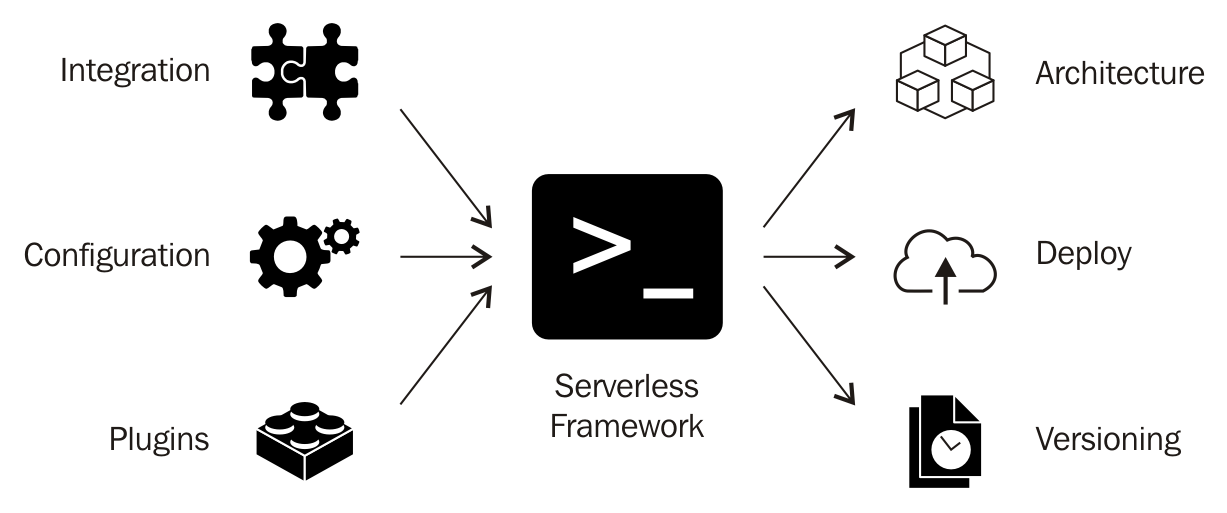 Integration
Configuration
Plugins
>_
Serverless
Framework
Architecture
Deploy
Versioning